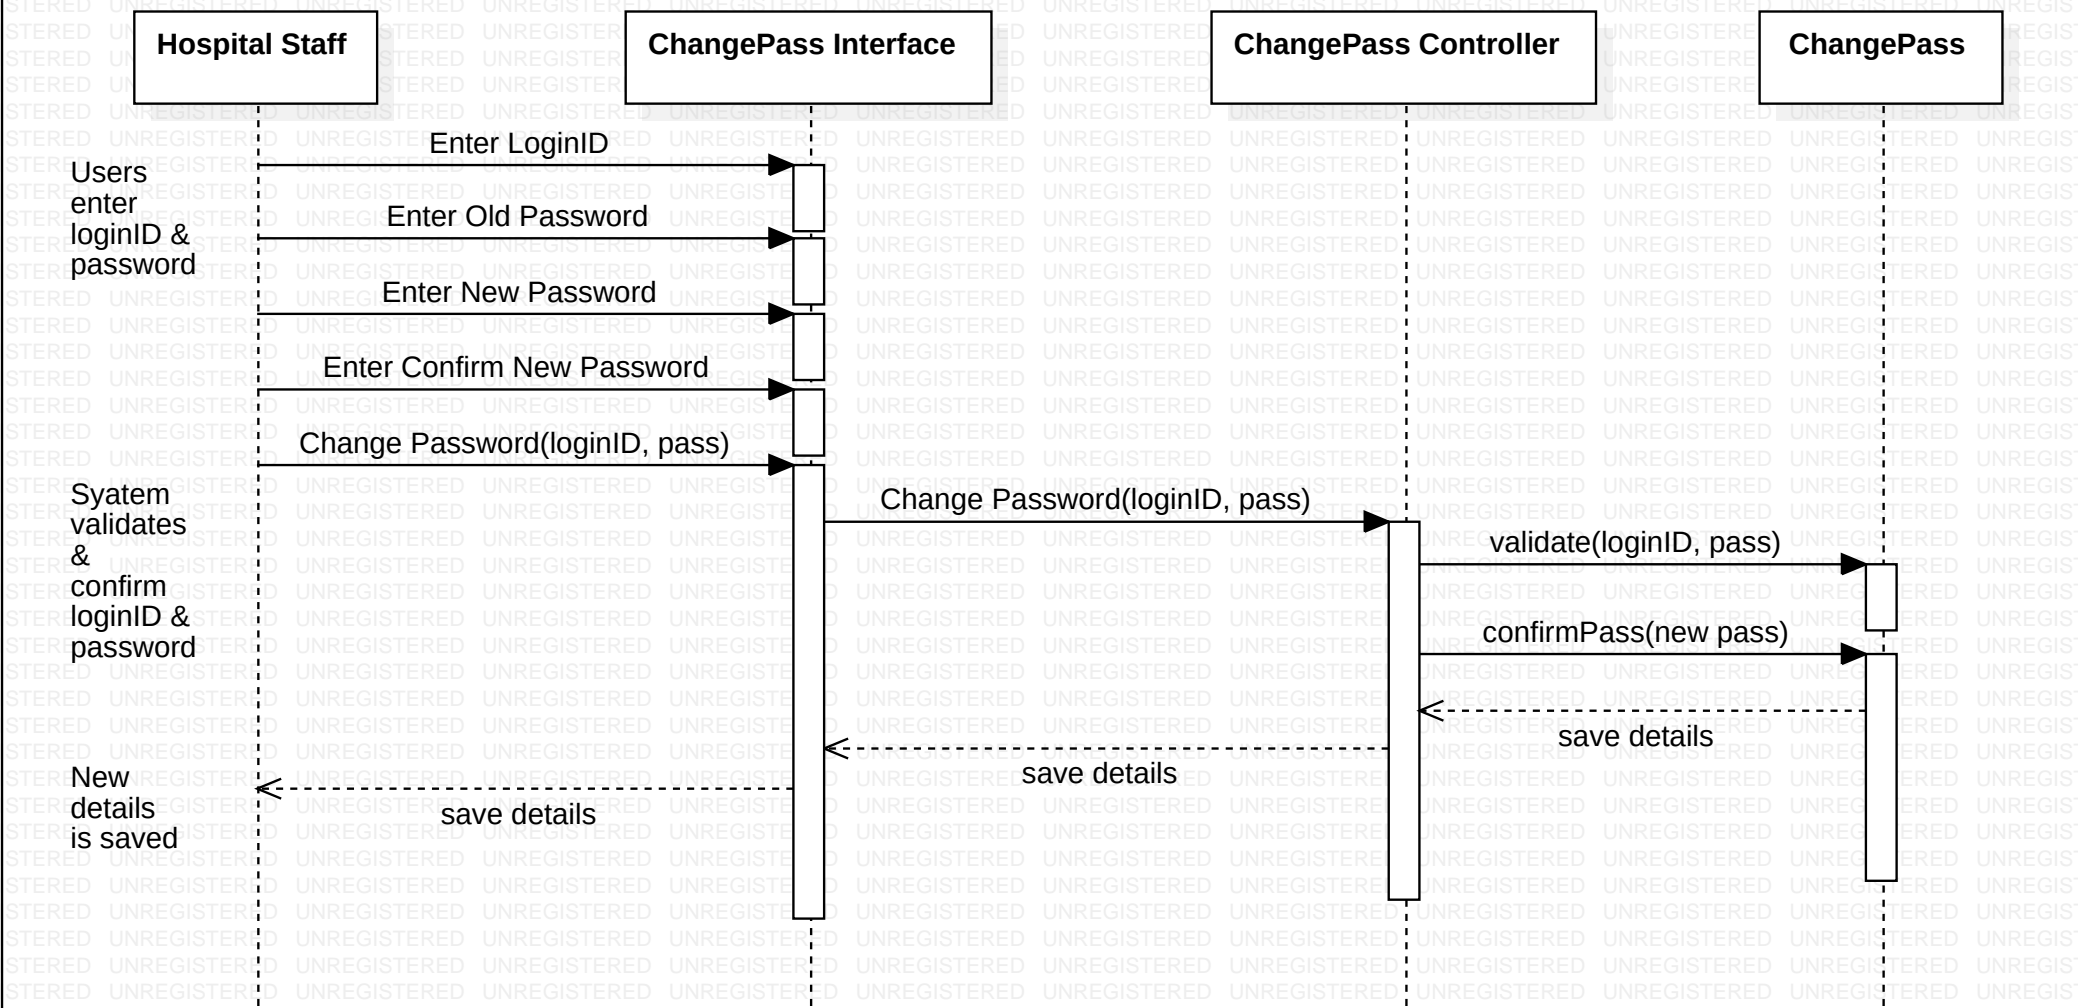 Hospital Staff
ChangePass Interface
ChangePass Controller
ChangePass
Enter LoginID
Users
enter
loginID &
password
Enter Old Password
Enter New Password
Enter Confirm New Password
Change Password(loginID, pass)
Syatem
validates
&
confirm
loginID &
password
Change Password(loginID, pass)
validate(loginID, pass)
confirmPass(new pass)
save details
save details
save details
New
details
is saved
UNREGISTERED